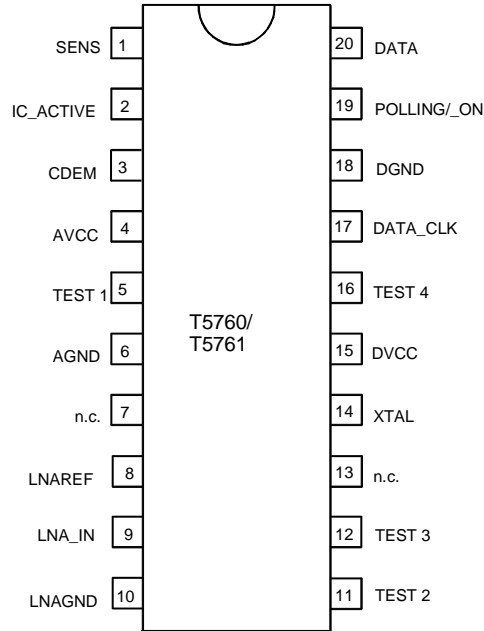 SENS 1 20 DATA
IC_ACTIVE 2 19 POLLING/_ON
CDEM 3 18 DGND
AVCC 4 17 DATA_CLK
TEST 1 5 16 TEST 4
T5760/
T5761
AGND 6 15 DVCC
n.c. 7 14 XTAL
LNAREF 8 13 n.c.
LNA_IN 9 12 TEST 3
LNAGND 10 11 TEST 2